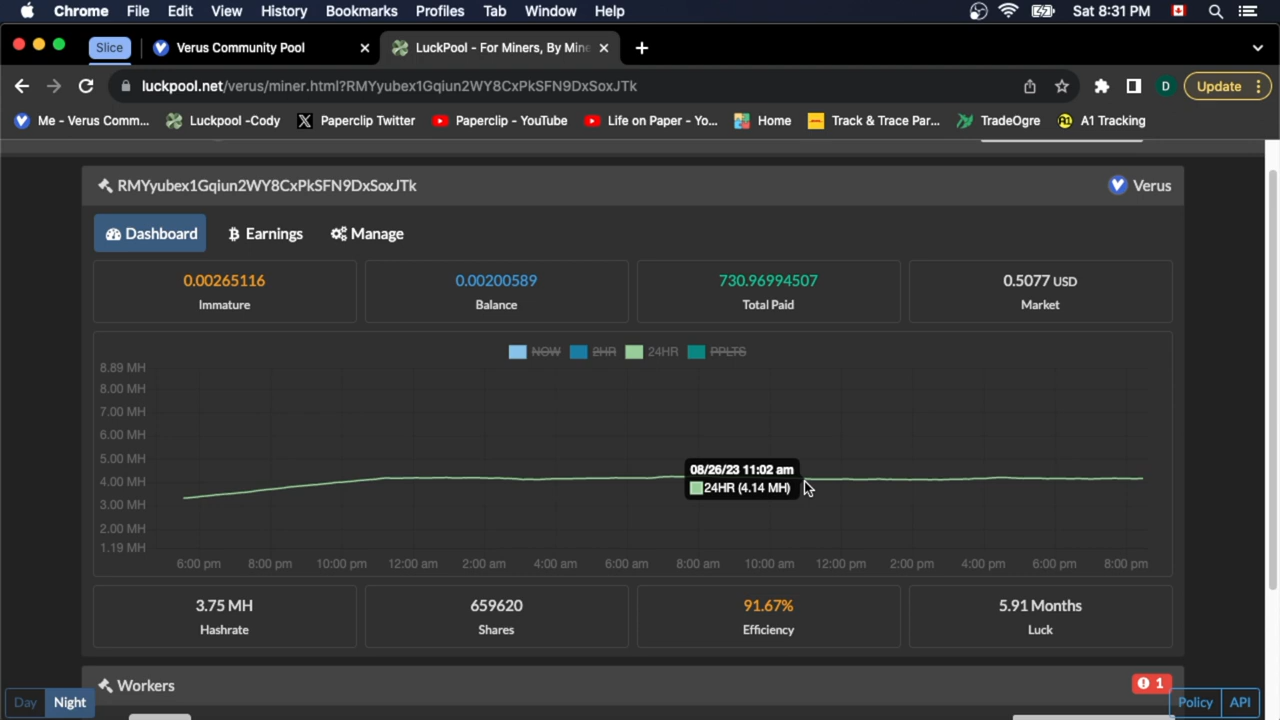 Chrome File Edit View History Bookmarks Profiles Tab Window Help Sat 8:31 PM
Slice Verus Community Pool LuckPool - For Miners, By Mine
luckpool.net/verus/miner.html?RMYyubex1Gqiun2WY8CxPkSFN9DxSoxJTk D Update
Me - Verus Comm... Luckpool -Cody Paperclip Twitter Paperclip - YouTube Life on Paper - Yo... Home Track & Trace Par... TradeOgre A1 Tracking
RMYyubex1Gqiun2WY8CxPkSFN9DxSoxJTk Verus
Dashboard Earnings Manage
0.00265116 0.00200589 730.96994507 0.5077 USD
Immature Balance Total Paid Market
NOW 2HR 24HR PPLTS
8.89 MH
8.00 MH
7.00 MH
6.00 MH
5.00 MH
4.00 MH
3.00 MH
2.00 MH
1.19 MH
08/26/23 11:02 am
24HR (4.14 MH)
6:00 pm 8:00 pm 10:00 pm 12:00 am 2:00 am 4:00 am 6:00 am 8:00 am 10:00 am 12:00 pm 2:00 pm 4:00 pm 6:00 pm 8:00 pm
3.75 MH 659620 91.67% 5.91 Months
Hashrate Shares Efficiency Luck
Workers 1
Day Night Policy API